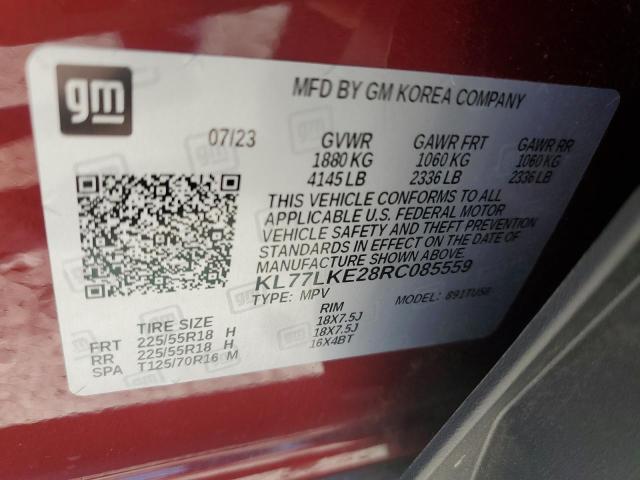 gm
MFD BY GM KOREA COMPANY
07/23 GVWR GAWR FRT GAWR RR
1880 KG 1060 KG 1060 KG
4145 LB 2336 LB 2336 LB
THIS VEHICLE CONFORMS TO ALL
APPLICABLE U.S. FEDERAL MOTOR
VEHICLE SAFETY AND THEFT PREVENTION
STANDARDS IN EFFECT ON THE DATE OF
MANUFACTURE SHOWN ABOVE.
KL77LKE28RC085559
TYPE: MPV MODEL: 891TUSE
TIRE SIZE RIM
FRT 225/55R18 H 18X7.5J
RR 225/55R18 H 18X7.5J
SPA T125/70R16 M 16X4BT